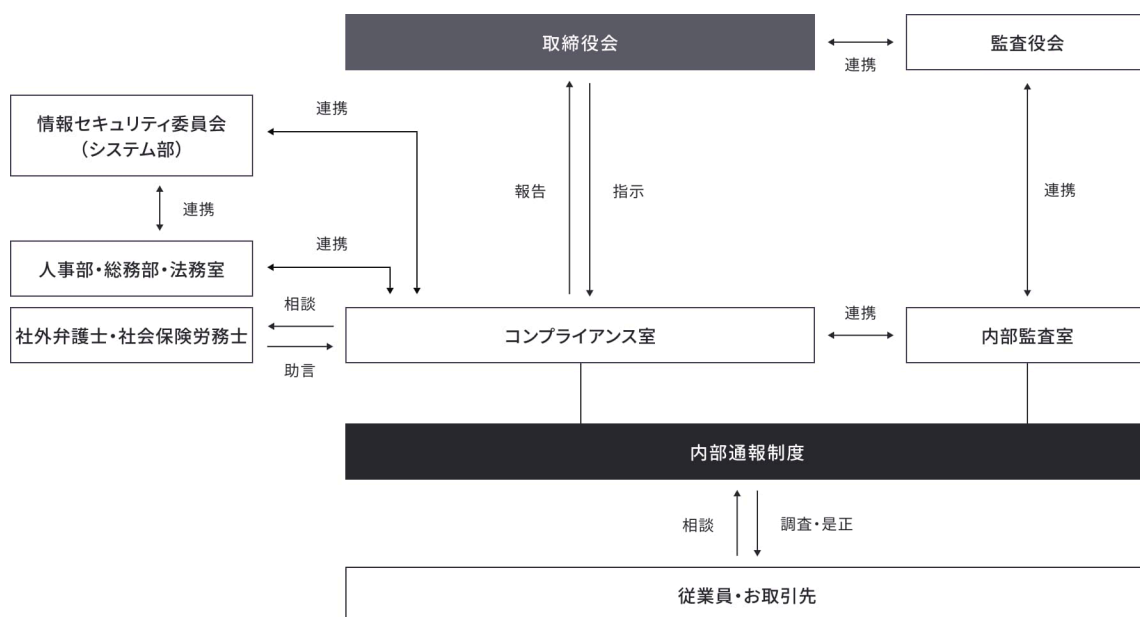 取締役会
連携
監査役会
連携
情報セキュリティ委員会
（システム部）
報告
指示
連携
連携
連携
人事部・総務部・法務室
相談
連携
社外弁護士・社会保険労務士
コンプライアンス室
内部監査室
助言
内部通報制度
相談
調査・是正
従業員・お取引先